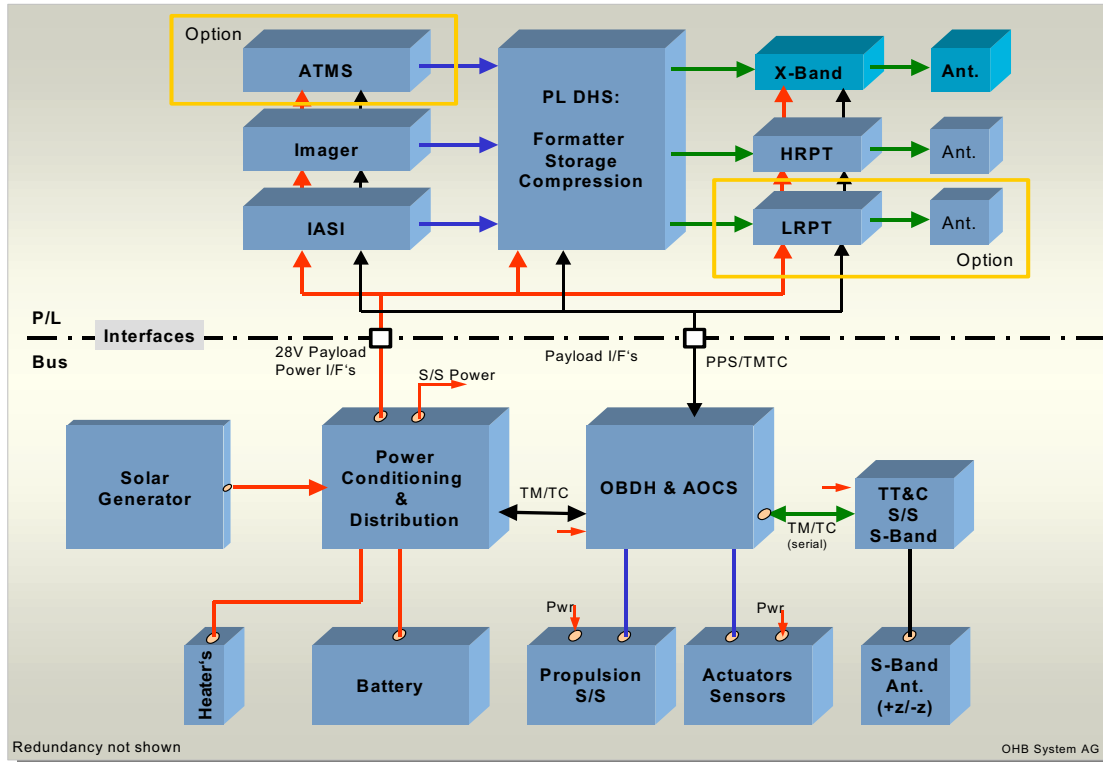 Option
ATMS
Imager
IASI
PL DHS:
Formatter
Storage
Compression
X-Band
Ant.
HRPT
Ant.
LRPT
Ant.
Option
P/L
Interfaces
Bus
28V Payload
Power I/F's
Payload I/F's
PPS/TMTC
S/S Power
Solar
Generator
Power
Conditioning
&
Distribution
TM/TC
OBDH & AOCS
TM/TC
(serial)
TT&C
S/S
S-Band
Pwr
Pwr
Heater's
Battery
Propulsion
S/S
Actuators
Sensors
S-Band
Ant.
(+z/-z)
Redundancy not shown
OHB System AG